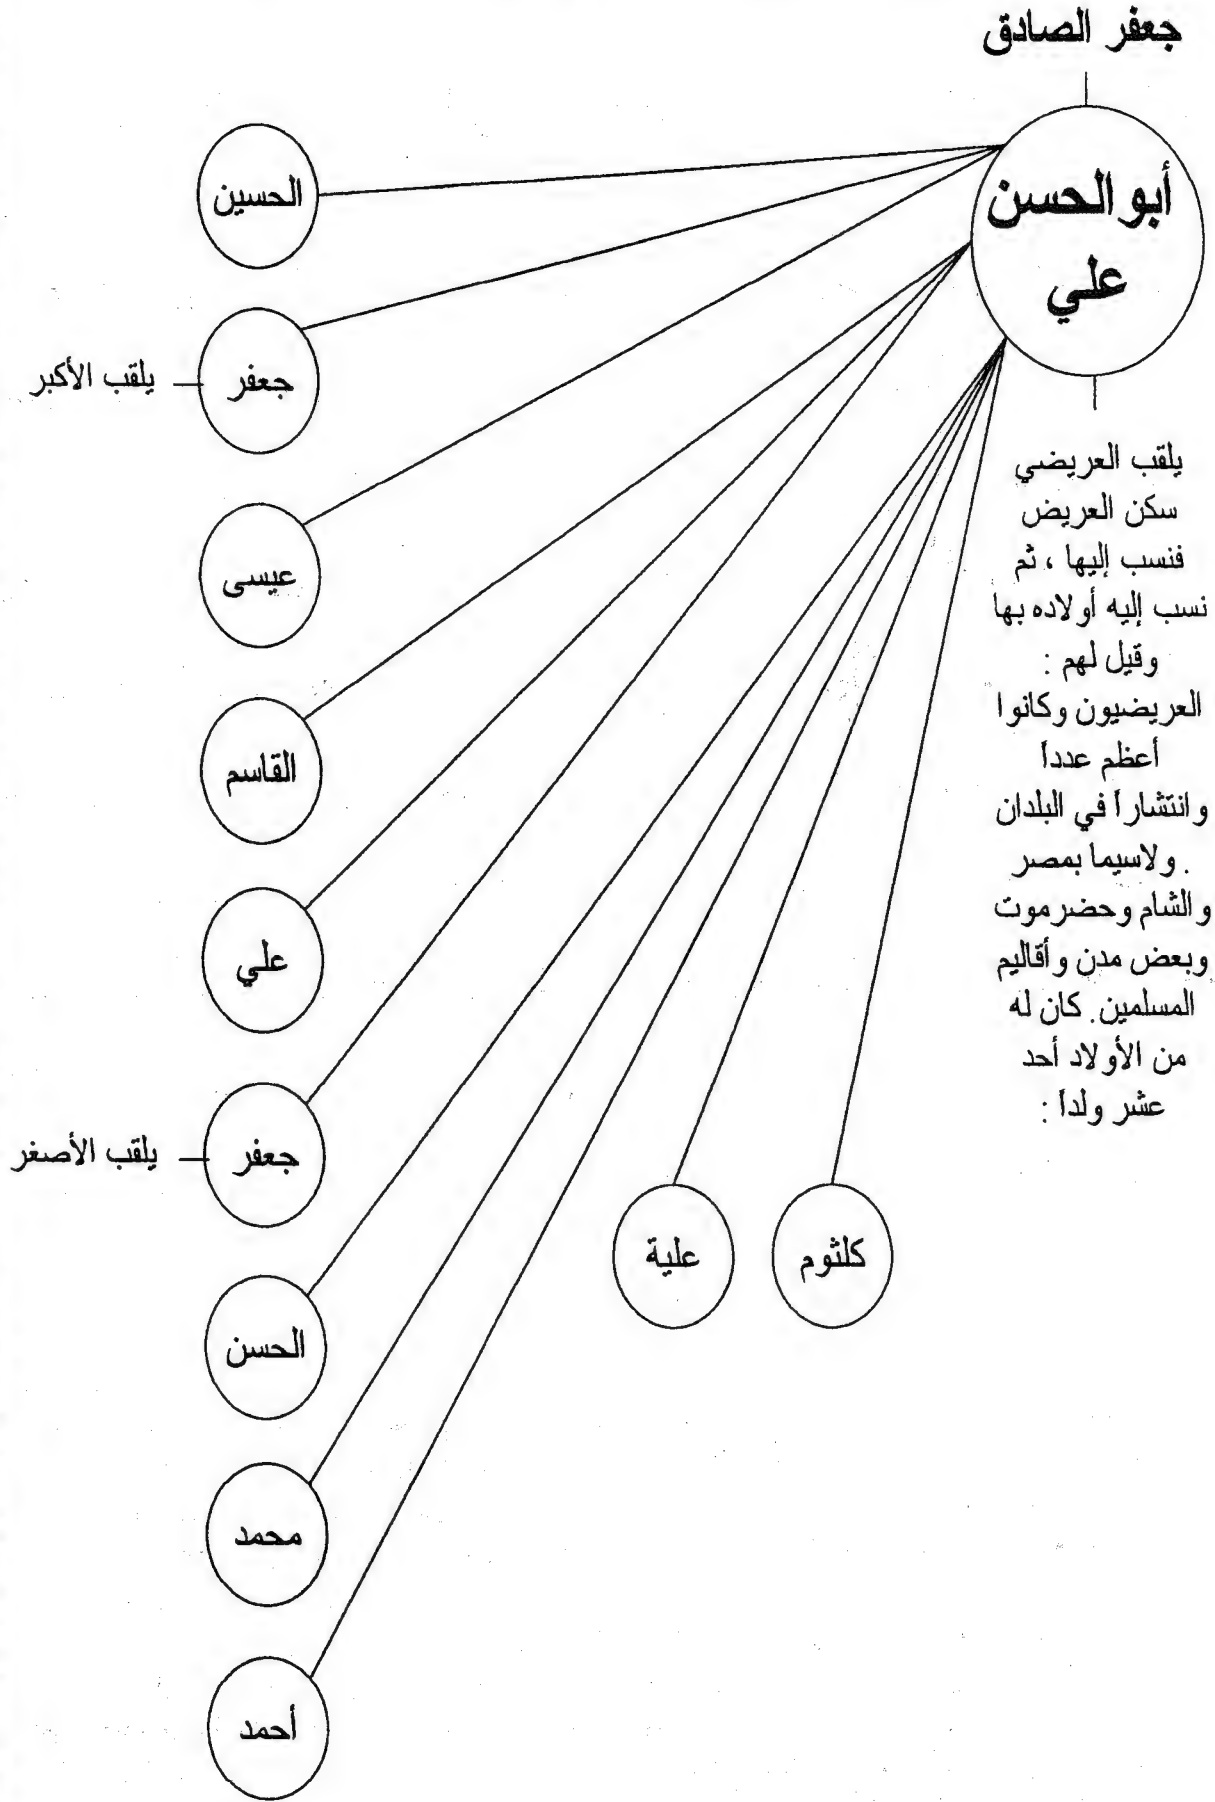 جعفر الصادق
أبو الحسن
علي
يلقب العريضي
سكن العريض
فنسب إليها ، ثم
نسب إليه أولاده بها
وقيل لهم :
العريضيون وكانوا
أعظم عدداً
وانتشاراً في البلدان
. ولاسيما بمصر
والشام وحضرموت
وبعض مدن وأقاليم
المسلمين. كان له
من الأولاد أحد
عشر ولداً :
الحسين
جعفر
يلقب الأكبر
عيسى
القاسم
علي
جعفر
يلقب الأصغر
الحسن
محمد
أحمد
كلثوم
علية